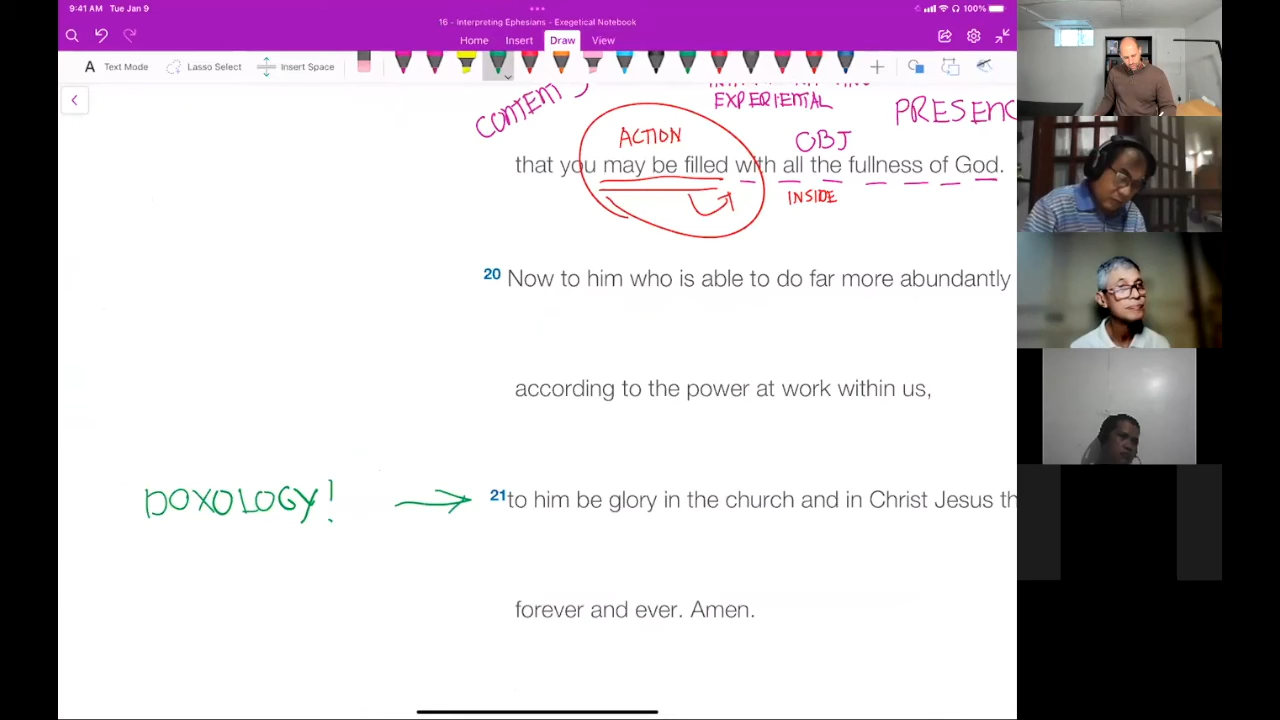 9:41 AM Tue Jan 9
100%
16 - Interpreting Ephesians - Exegetical Notebook
Home Insert Draw View
Text Mode Lasso Select Insert Space
EXPERIENTAL
CONTENT
PRESENC
ACTION
OBJ
that you may be filled with all the fullness of God.
INSIDE
20 Now to him who is able to do far more abundantly
according to the power at work within us,
DOXOLOGY!
21 to him be glory in the church and in Christ Jesus th
forever and ever. Amen.